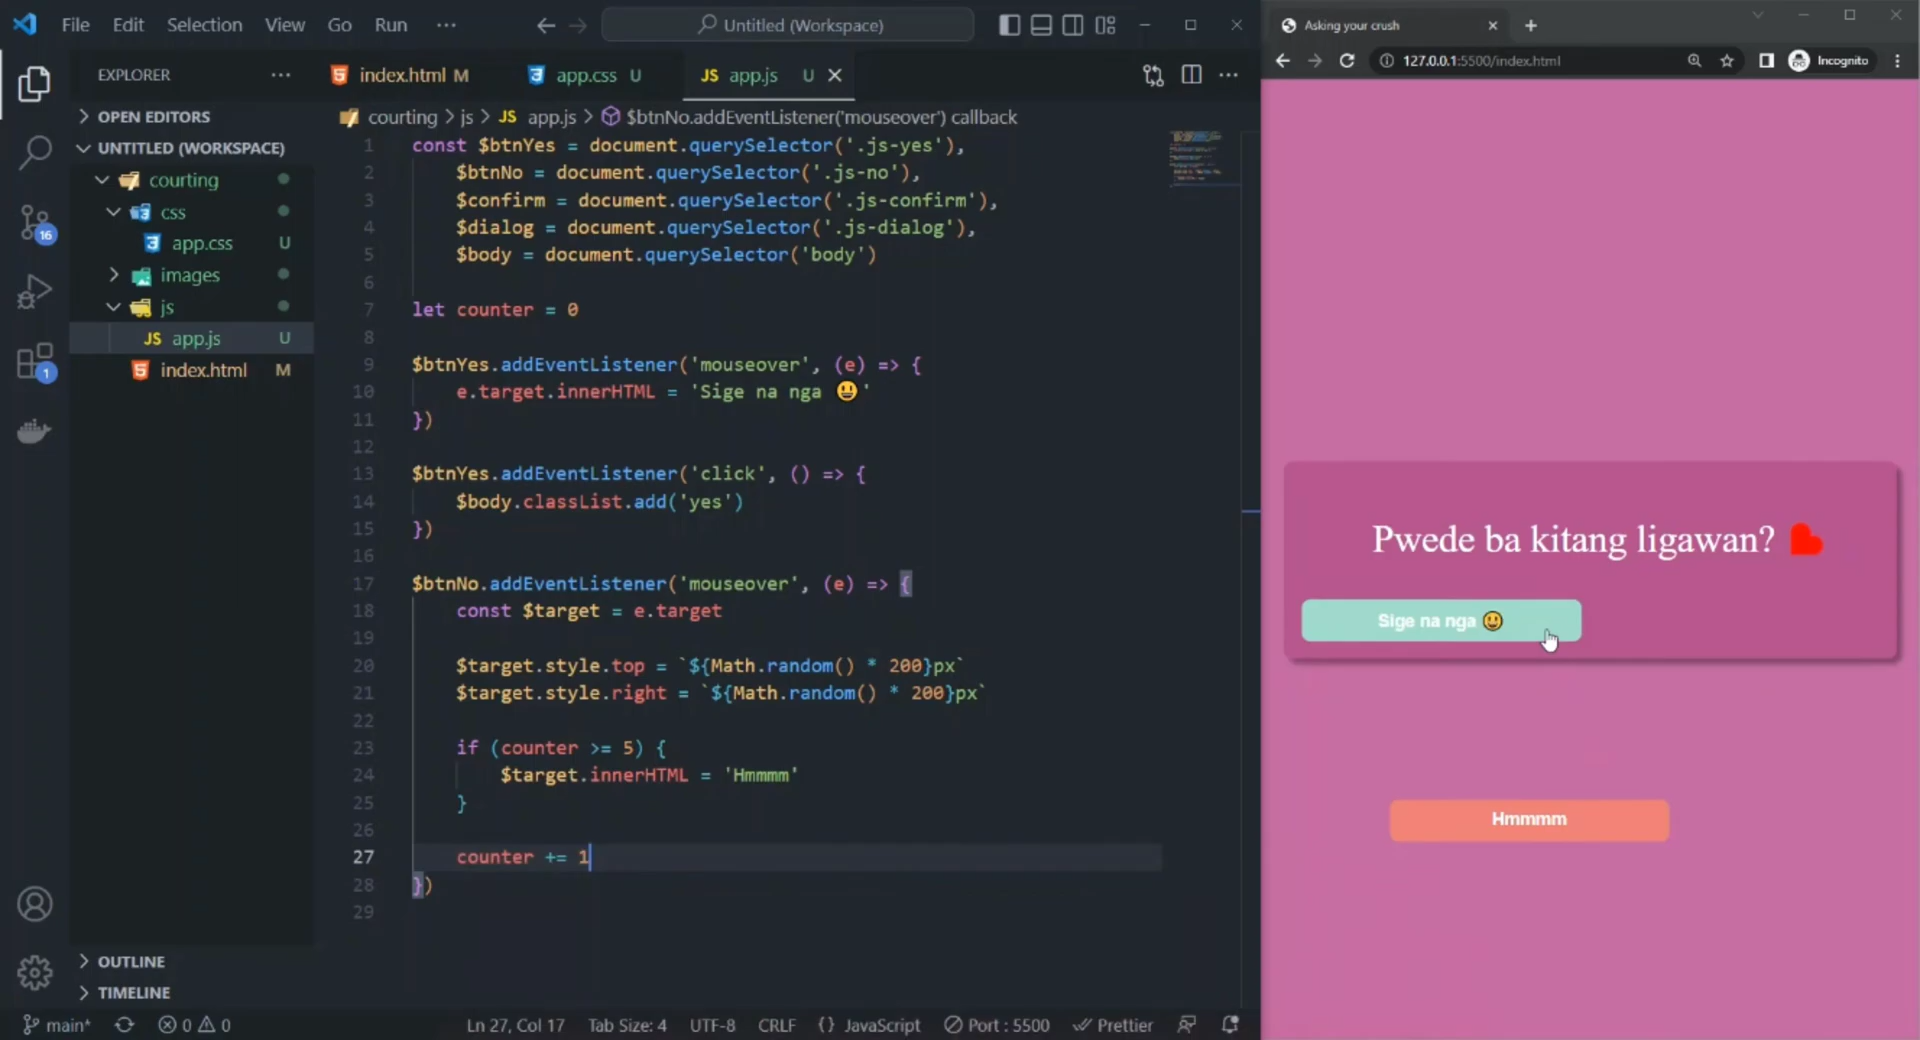 File Edit Selection View Go Run ··· Untitled (Workspace)
EXPLORER ···
OPEN EDITORS
UNTITLED (WORKSPACE)
courting
css
app.css U
images
js
app.js U
index.html M
OUTLINE
TIMELINE
16
1
index.html M app.css U app.js U
courting > js > JS app.js > $btnNo.addEventListener('mouseover') callback
1 const $btnYes = document.querySelector('.js-yes'),
2 $btnNo = document.querySelector('.js-no'),
3 $confirm = document.querySelector('.js-confirm'),
4 $dialog = document.querySelector('.js-dialog'),
5 $body = document.querySelector('body')
6
7 let counter = 0
8
9 $btnYes.addEventListener('mouseover', (e) => {
10 e.target.innerHTML = 'Sige na nga 😃'
11 })
12
13 $btnYes.addEventListener('click', () => {
14 $body.classList.add('yes')
15 })
16
17 $btnNo.addEventListener('mouseover', (e) => {
18 const $target = e.target
19
20 $target.style.top = `${Math.random() * 200}px`
21 $target.style.right = `${Math.random() * 200}px`
22
23 if (counter >= 5) {
24 $target.innerHTML = 'Hmmmm'
25 }
26
27 counter += 1
28 })
29
main* 0 0 Ln 27, Col 17 Tab Size: 4 UTF-8 CRLF {} JavaScript Port : 5500 Prettier
Asking your crush
127.0.0.1:5500/index.html Incognito
Pwede ba kitang ligawan?
Sige na nga 😃
Hmmmm